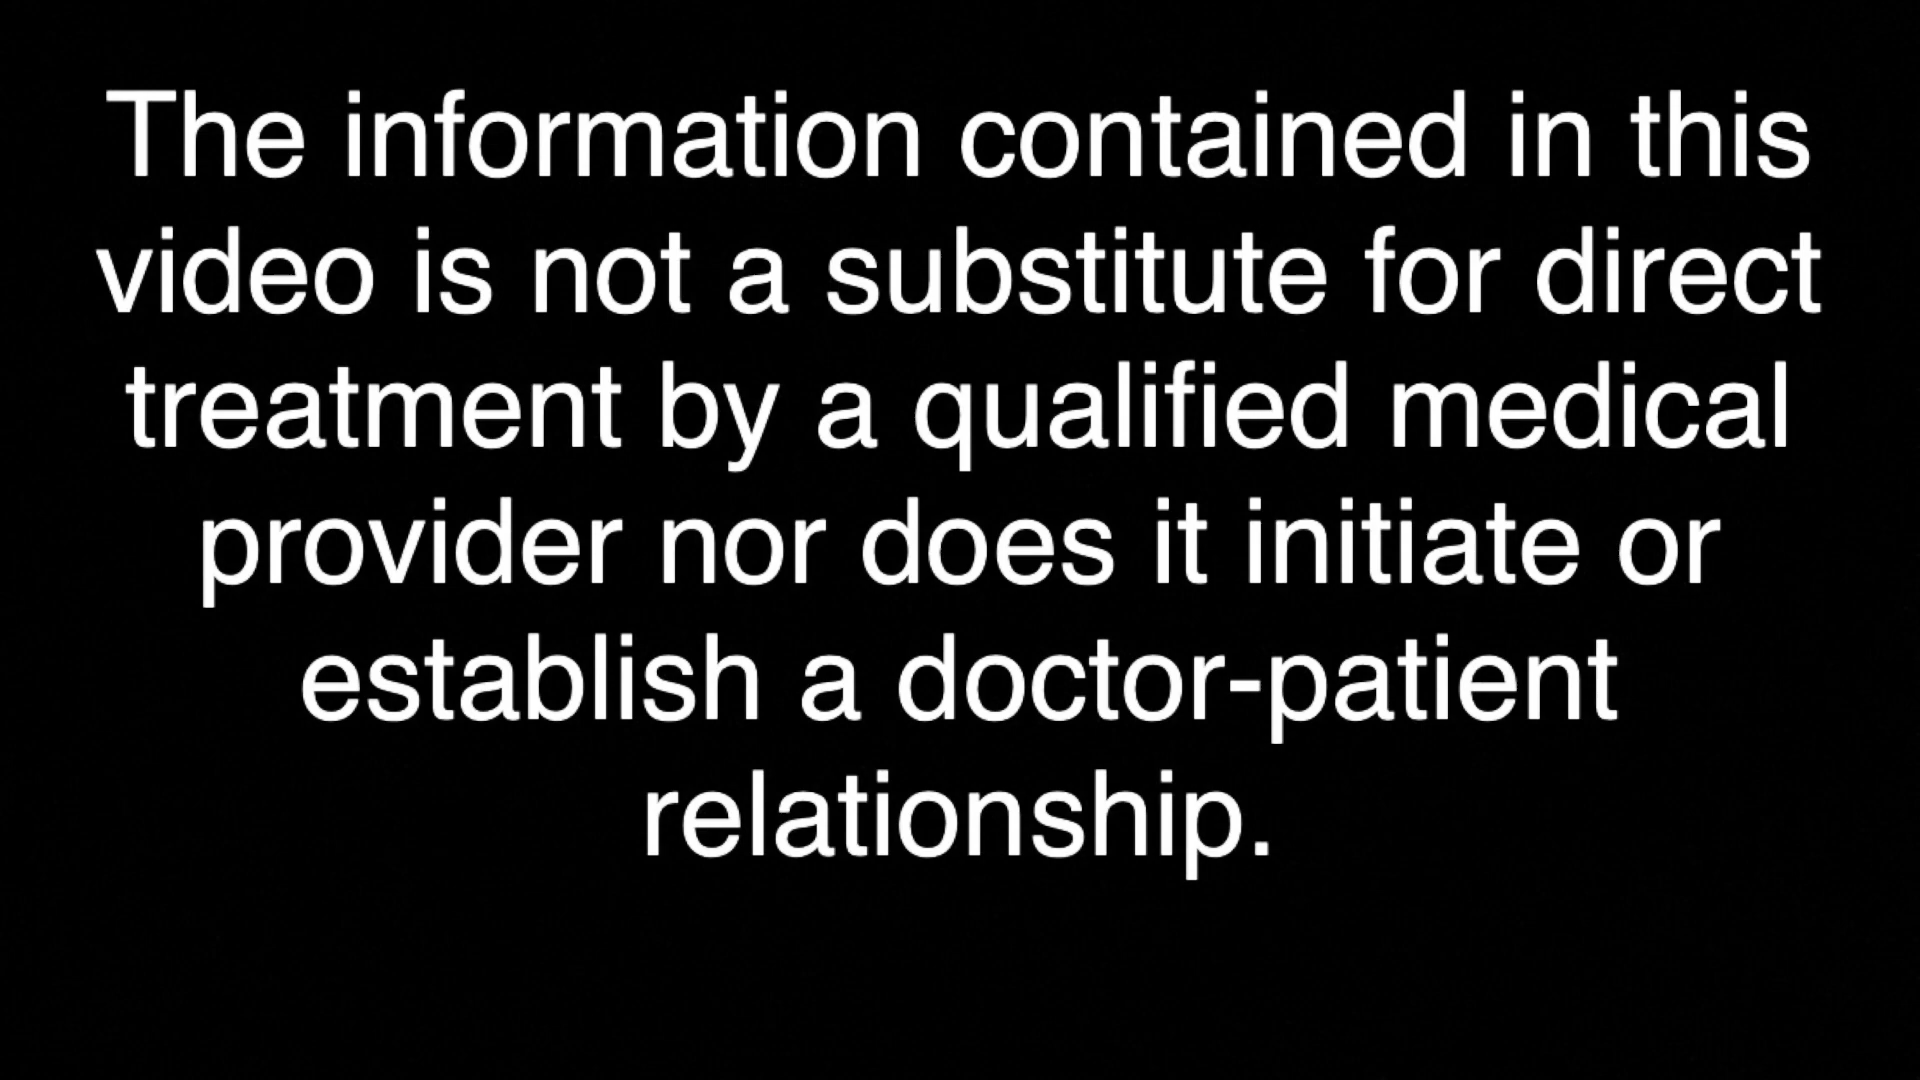 The information contained in this
video is not a substitute for direct
treatment by a qualified medical
provider nor does it initiate or
establish a doctor-patient
relationship.